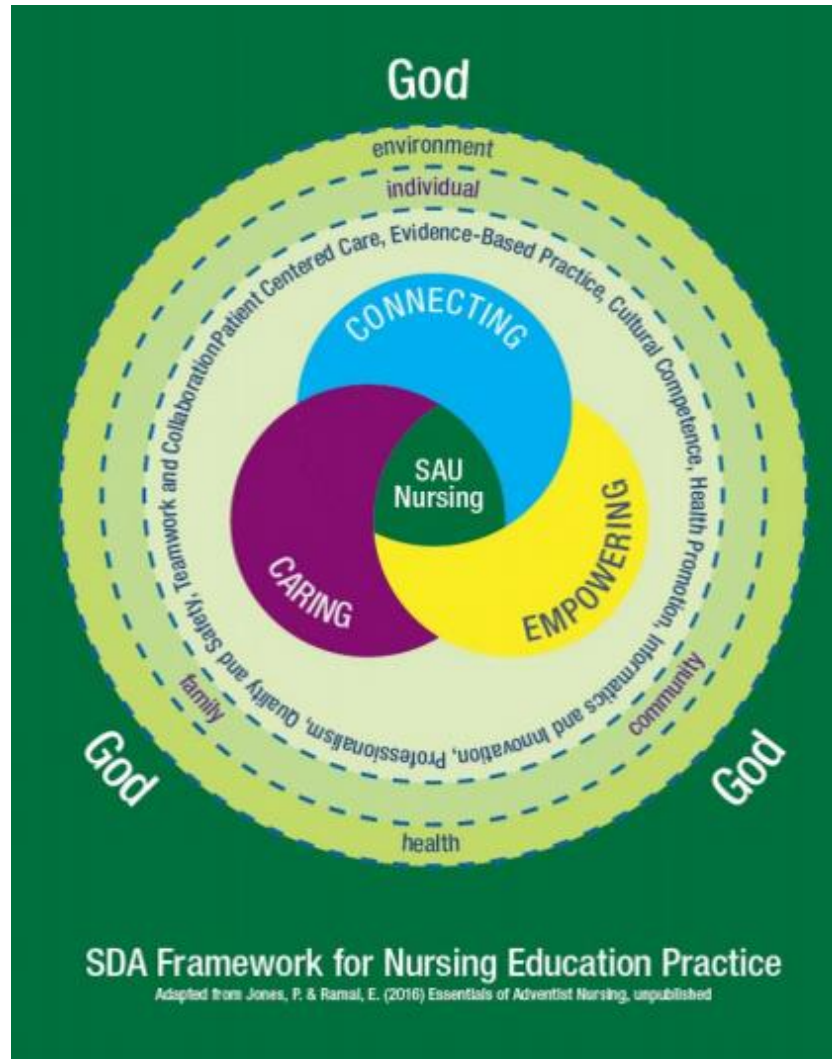 God
environment
individual
Patient Centered Care, Evidence-Based Practice, Cultural Competence, Health Promotion, Informatics and Innovation, Professionalism, Quality and Safety, Teamwork and Collaboration
CONNECTING
SAU
Nursing
CARING
EMPOWERING
family
community
God
God
health
SDA Framework for Nursing Education Practice
Adapted from Jones, P. & Ramal, E. (2016) Essentials of Adventist Nursing, unpublished